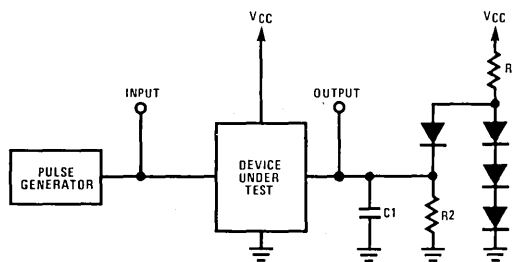 VCC
VCC
R
INPUT
OUTPUT
PULSE
GENERATOR
DEVICE
UNDER
TEST
C1
R2